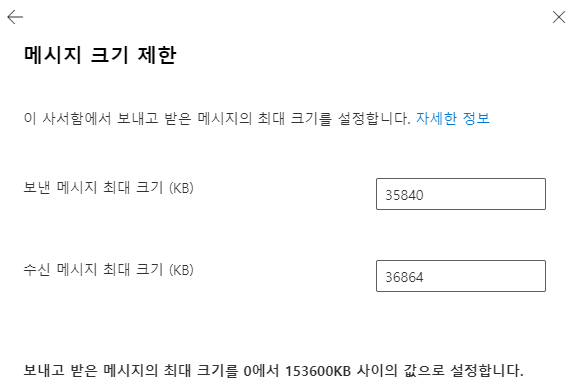 메시지 크기 제한
이 사서함에서 보내고 받은 메시지의 최대 크기를 설정합니다. 자세한 정보
보낸 메시지 최대 크기 (KB)
35840
수신 메시지 최대 크기 (KB)
36864
보내고 받은 메시지의 최대 크기를 0에서 153600KB 사이의 값으로 설정합니다.